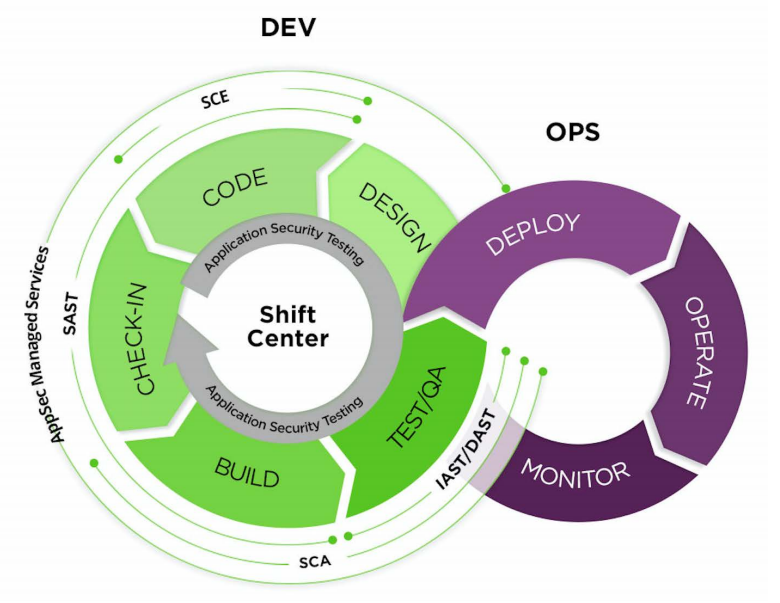 DEV
OPS
SCE
CODE
DESIGN
DEPLOY
Application Security Testing
AppSec Managed Services
SAST
CHECK-IN
Shift
Center
OPERATE
TEST/QA
Application Security Testing
IAST/DAST
BUILD
MONITOR
SCA